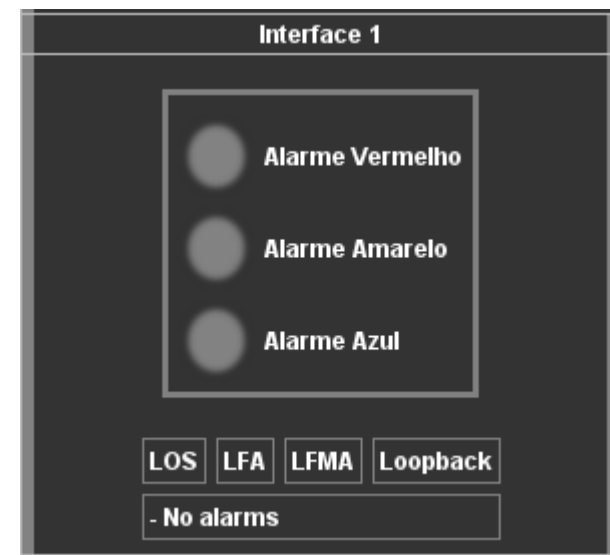 Interface 1
Alarme Vermelho
Alarme Amarelo
Alarme Azul
LOS LFA LFMA Loopback
- No alarms